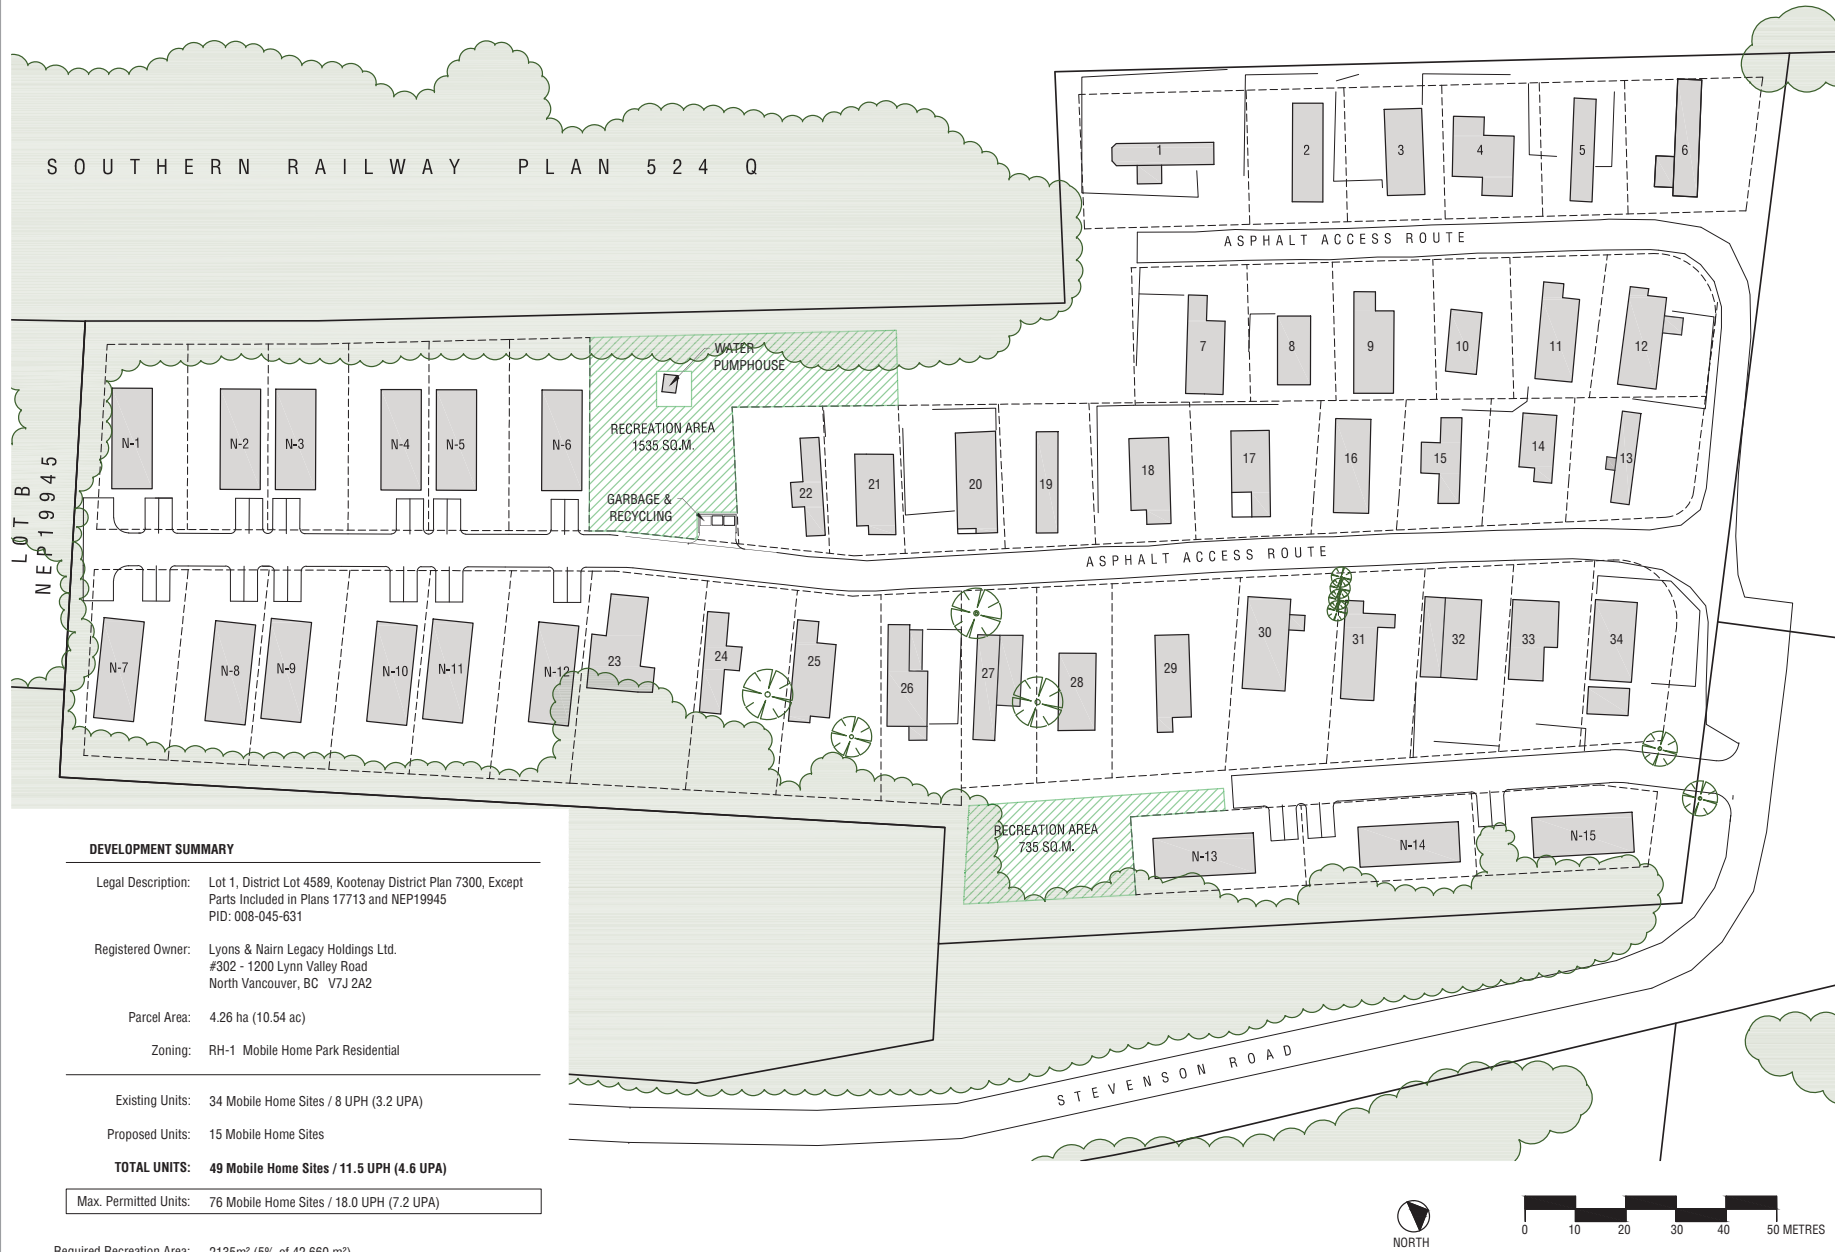 SOUTHERN RAILWAY PLAN 524 Q
1
2
3
4
5
6
ASPHALT ACCESS ROUTE
7
8
9
10
11
12
WATER
PUMPHOUSE
RECREATION AREA
1535 SQ.M.
GARBAGE &
RECYCLING
N-1
N-2
N-3
N-4
N-5
N-6
22
21
20
19
18
17
16
15
14
13
LOT B
NEP19945
ASPHALT ACCESS ROUTE
N-7
N-8
N-9
N-10
N-11
N-12
23
24
25
26
27
28
29
30
31
32
33
34
RECREATION AREA
735 SQ.M.
N-13
N-14
N-15
STEVENSON ROAD
DEVELOPMENT SUMMARY
Legal Description: Lot 1, District Lot 4589, Kootenay District Plan 7300, Except
Parts Included in Plans 17713 and NEP19945
PID: 008-045-631
Registered Owner: Lyons & Nairn Legacy Holdings Ltd.
#302 - 1200 Lynn Valley Road
North Vancouver, BC V7J 2A2
Parcel Area: 4.26 ha (10.54 ac)
Zoning: RH-1 Mobile Home Park Residential
Existing Units: 34 Mobile Home Sites / 8 UPH (3.2 UPA)
Proposed Units: 15 Mobile Home Sites
TOTAL UNITS: 49 Mobile Home Sites / 11.5 UPH (4.6 UPA)
Max. Permitted Units: 76 Mobile Home Sites / 18.0 UPH (7.2 UPA)
Required Recreation Area: 2135m² (5% of 42,660 m²)
NORTH
0 10 20 30 40 50 METRES